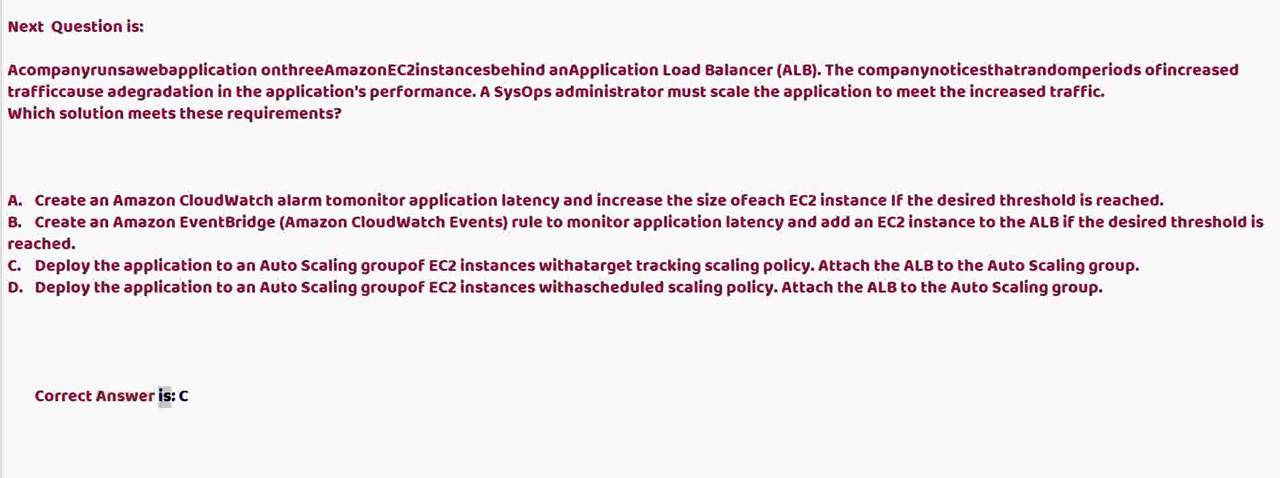 Next Question is:
Acompanyrunsawebapplication onthreeAmazonEC2instancesbehind anApplication Load Balancer (ALB). The companynoticesthatrandomperiods ofincreased
trafficcause adegradation in the application's performance. A SysOps administrator must scale the application to meet the increased traffic.
Which solution meets these requirements?
A. Create an Amazon CloudWatch alarm tomonitor application latency and increase the size ofeach EC2 instance If the desired threshold is reached.
B. Create an Amazon EventBridge (Amazon CloudWatch Events) rule to monitor application latency and add an EC2 instance to the ALB if the desired threshold is
reached.
C. Deploy the application to an Auto Scaling groupof EC2 instances withatarget tracking scaling policy. Attach the ALB to the Auto Scaling group.
D. Deploy the application to an Auto Scaling groupof EC2 instances withascheduled scaling policy. Attach the ALB to the Auto Scaling group.
Correct Answer is: C